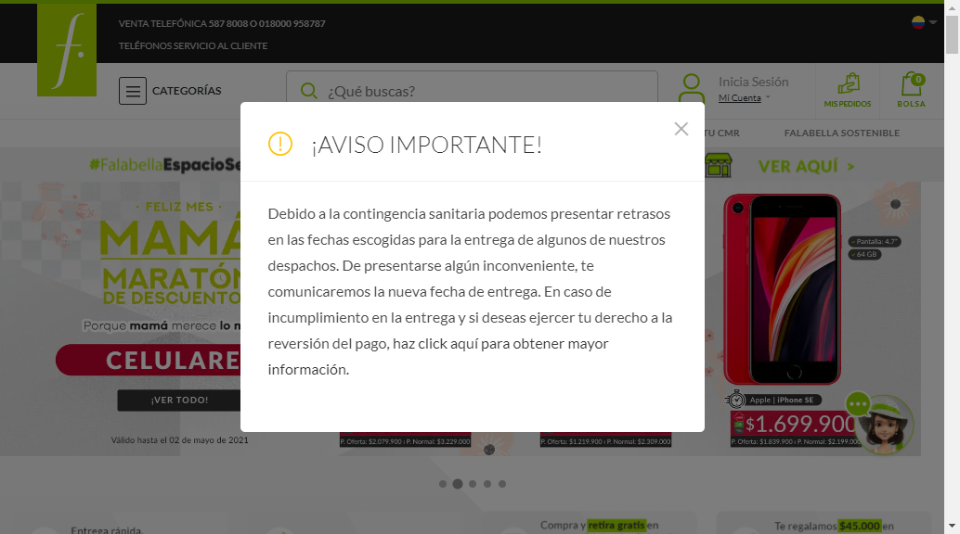 VENTA TELEFÓNICA 587 8008 O 018000 958787
TELÉFONOS SERVICIO AL CLIENTE
f.
CATEGORÍAS
¿Qué buscas?
Inicia Sesión
Mi Cuenta
MIS PEDIDOS
0
BOLSA
TU CMR
FALABELLA SOSTENIBLE
#FalabellaEspacioSe
VER AQUÍ >
¡AVISO IMPORTANTE!
Debido a la contingencia sanitaria podemos presentar retrasos
en las fechas escogidas para la entrega de algunos de nuestros
despachos. De presentarse algún inconveniente, te
comunicaremos la nueva fecha de entrega. En caso de
incumplimiento en la entrega y si deseas ejercer tu derecho a la
reversión del pago, haz click aquí para obtener mayor
información.
• FELIZ MES •
MAMÁ
MARATÓN
DE DESCUENTO
Porque mamá merece lo m
CELULARE
¡VER TODO!
Válido hasta el 02 de mayo de 2021
Pantalla: 4,7"
64 GB
Apple | iPhone SE
$1.699.900
P. Oferta: $2.079.900 • P. Normal: $3.229.000
P. Oferta: $1.219.900 • P. Normal: $2.309.000
P. Oferta: $1.839.900 • P. Normal: $2.199.000
Entrega rápida,
Compra y retira gratis en
Te regalamos $45.000 en